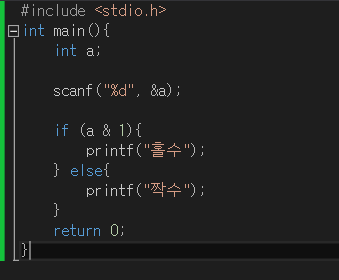 #include <stdio.h>
int main(){
int a;
scanf("%d", &a);
if (a & 1){
printf("홀수");
} else{
printf("짝수");
}
return 0;
}